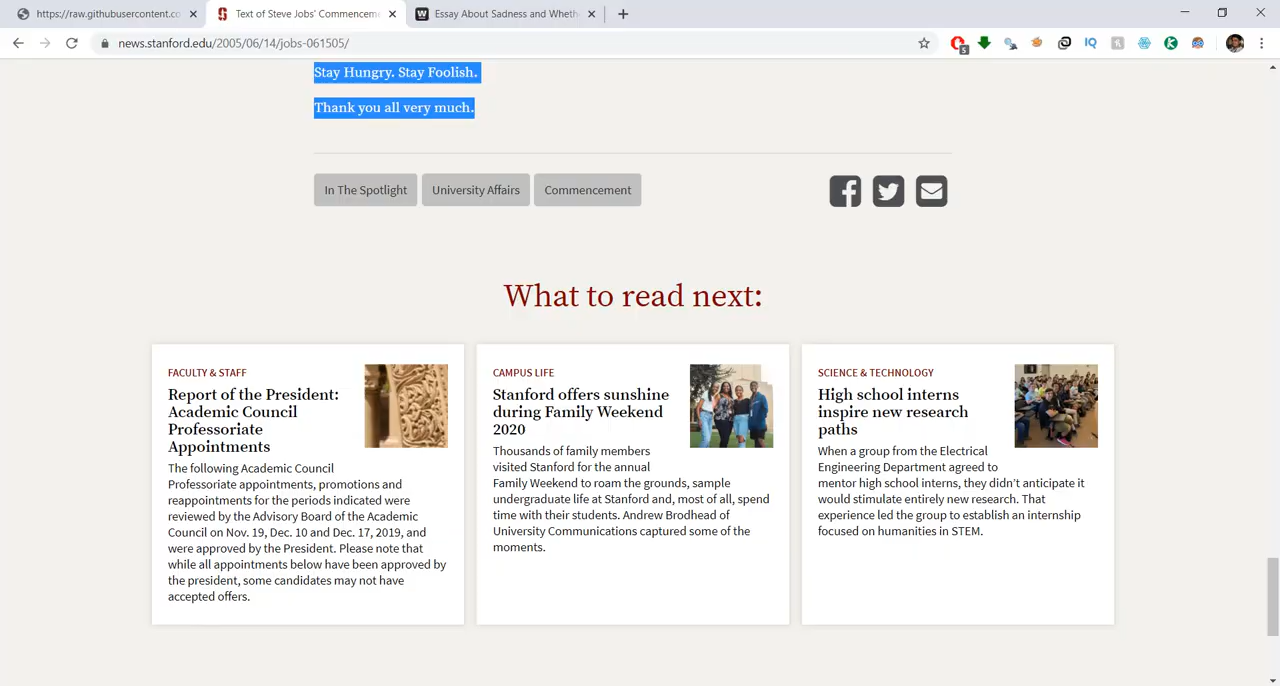 https://raw.githubusercontent.co
Text of Steve Jobs' Commenceme
Essay About Sadness and Wheth
news.stanford.edu/2005/06/14/jobs-061505/
5
IQ
Stay Hungry. Stay Foolish.
Thank you all very much.
In The Spotlight
University Affairs
Commencement
What to read next:
FACULTY & STAFF
Report of the President:
Academic Council
Professoriate
Appointments
The following Academic Council
Professoriate appointments, promotions and
reappointments for the periods indicated were
reviewed by the Advisory Board of the Academic
Council on Nov. 19, Dec. 10 and Dec. 17, 2019, and
were approved by the President. Please note that
while all appointments below have been approved by
the president, some candidates may not have
accepted offers.
CAMPUS LIFE
Stanford offers sunshine
during Family Weekend
2020
Thousands of family members
visited Stanford for the annual
Family Weekend to roam the grounds, sample
undergraduate life at Stanford and, most of all, spend
time with their students. Andrew Brodhead of
University Communications captured some of the
moments.
SCIENCE & TECHNOLOGY
High school interns
inspire new research
paths
When a group from the Electrical
Engineering Department agreed to
mentor high school interns, they didn't anticipate it
would stimulate entirely new research. That
experience led the group to establish an internship
focused on humanities in STEM.